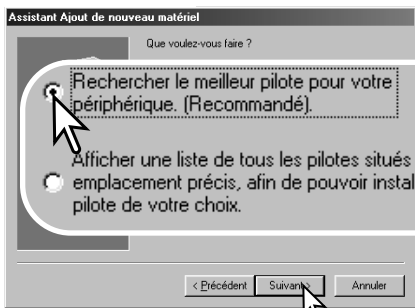 Assistant Ajout de nouveau matériel
Que voulez-vous faire ?
Rechercher le meilleur pilote pour votre
périphérique. (Recommandé).
Afficher une liste de tous les pilotes situés
emplacement précis, afin de pouvoir instal
pilote de votre choix.
< Précédent Suivant > Annuler